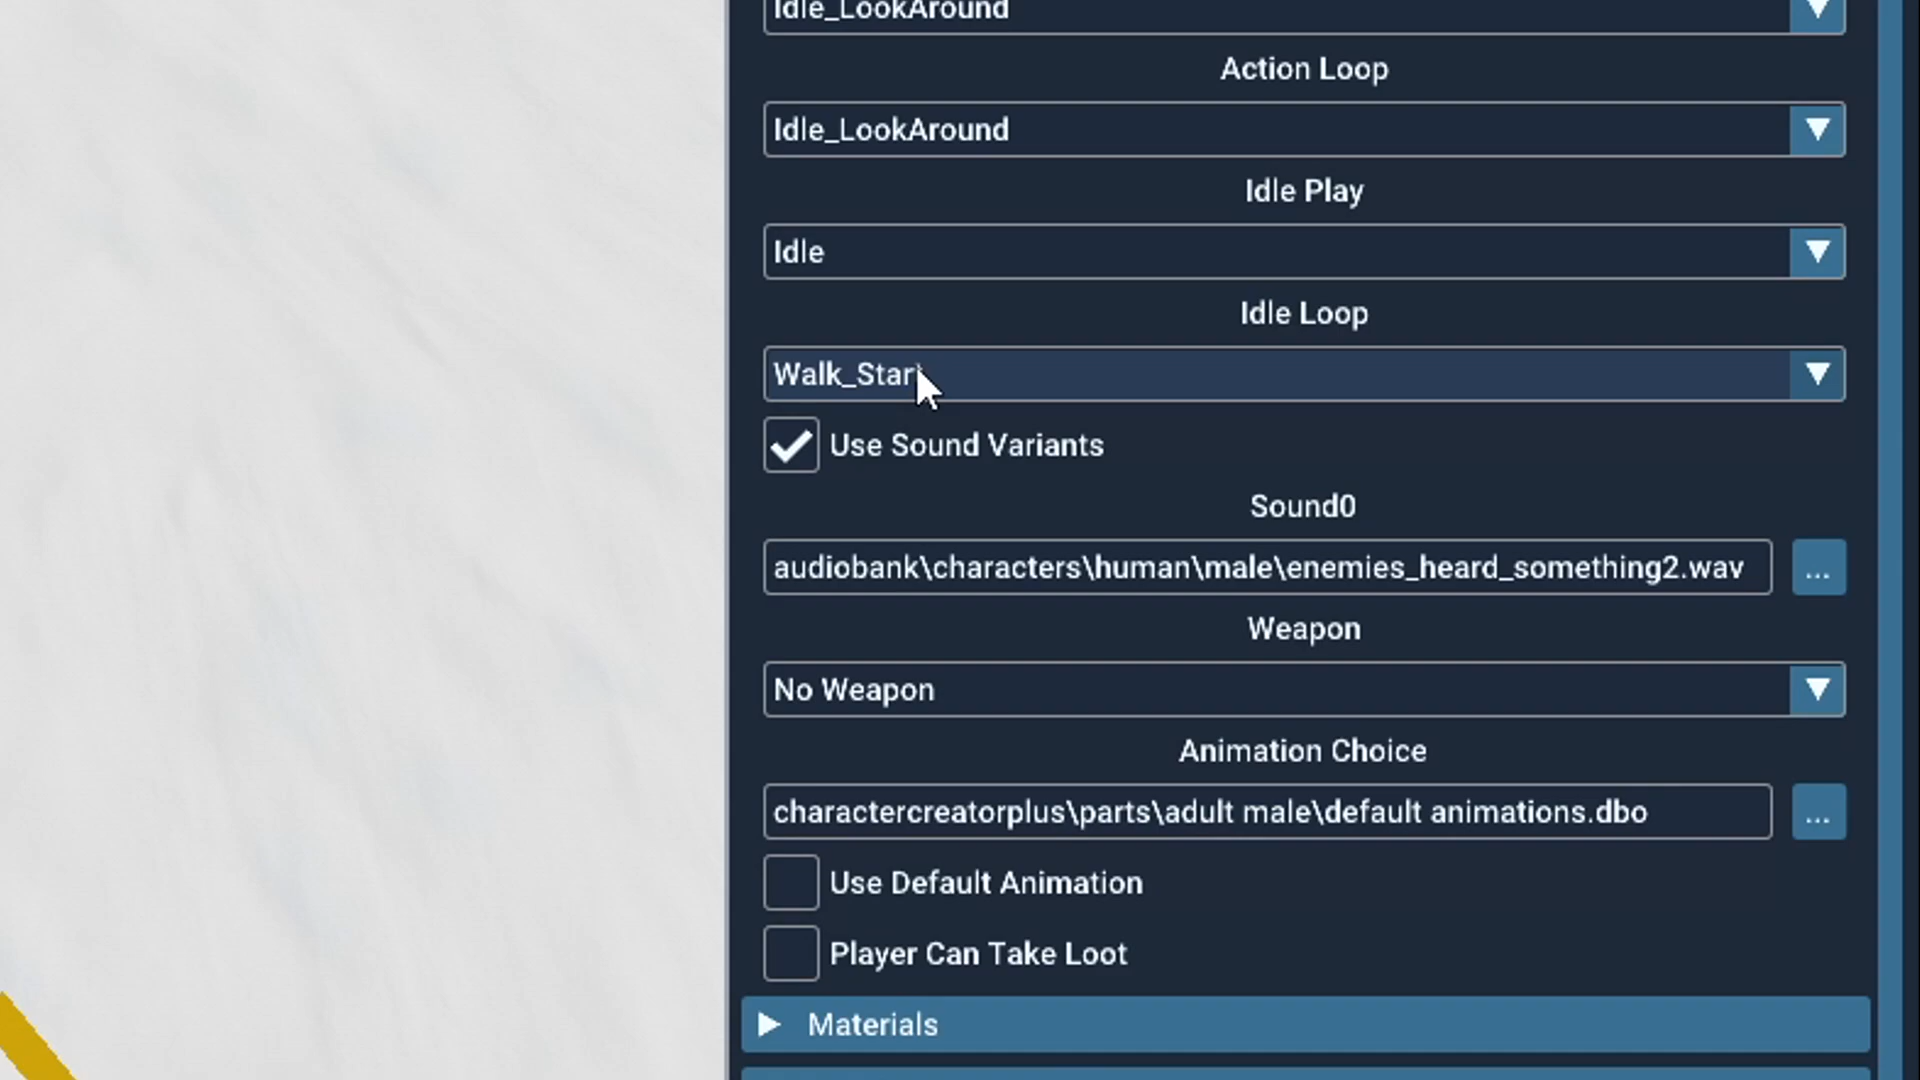 Idle_LookAround
Action Loop
Idle_LookAround
Idle Play
Idle
Idle Loop
Walk_Start
Use Sound Variants
Sound0
audiobank\characters\human\male\enemies_heard_something2.wav
...
Weapon
No Weapon
Animation Choice
charactercreatorplus\parts\adult male\default animations.dbo
...
Use Default Animation
Player Can Take Loot
Materials